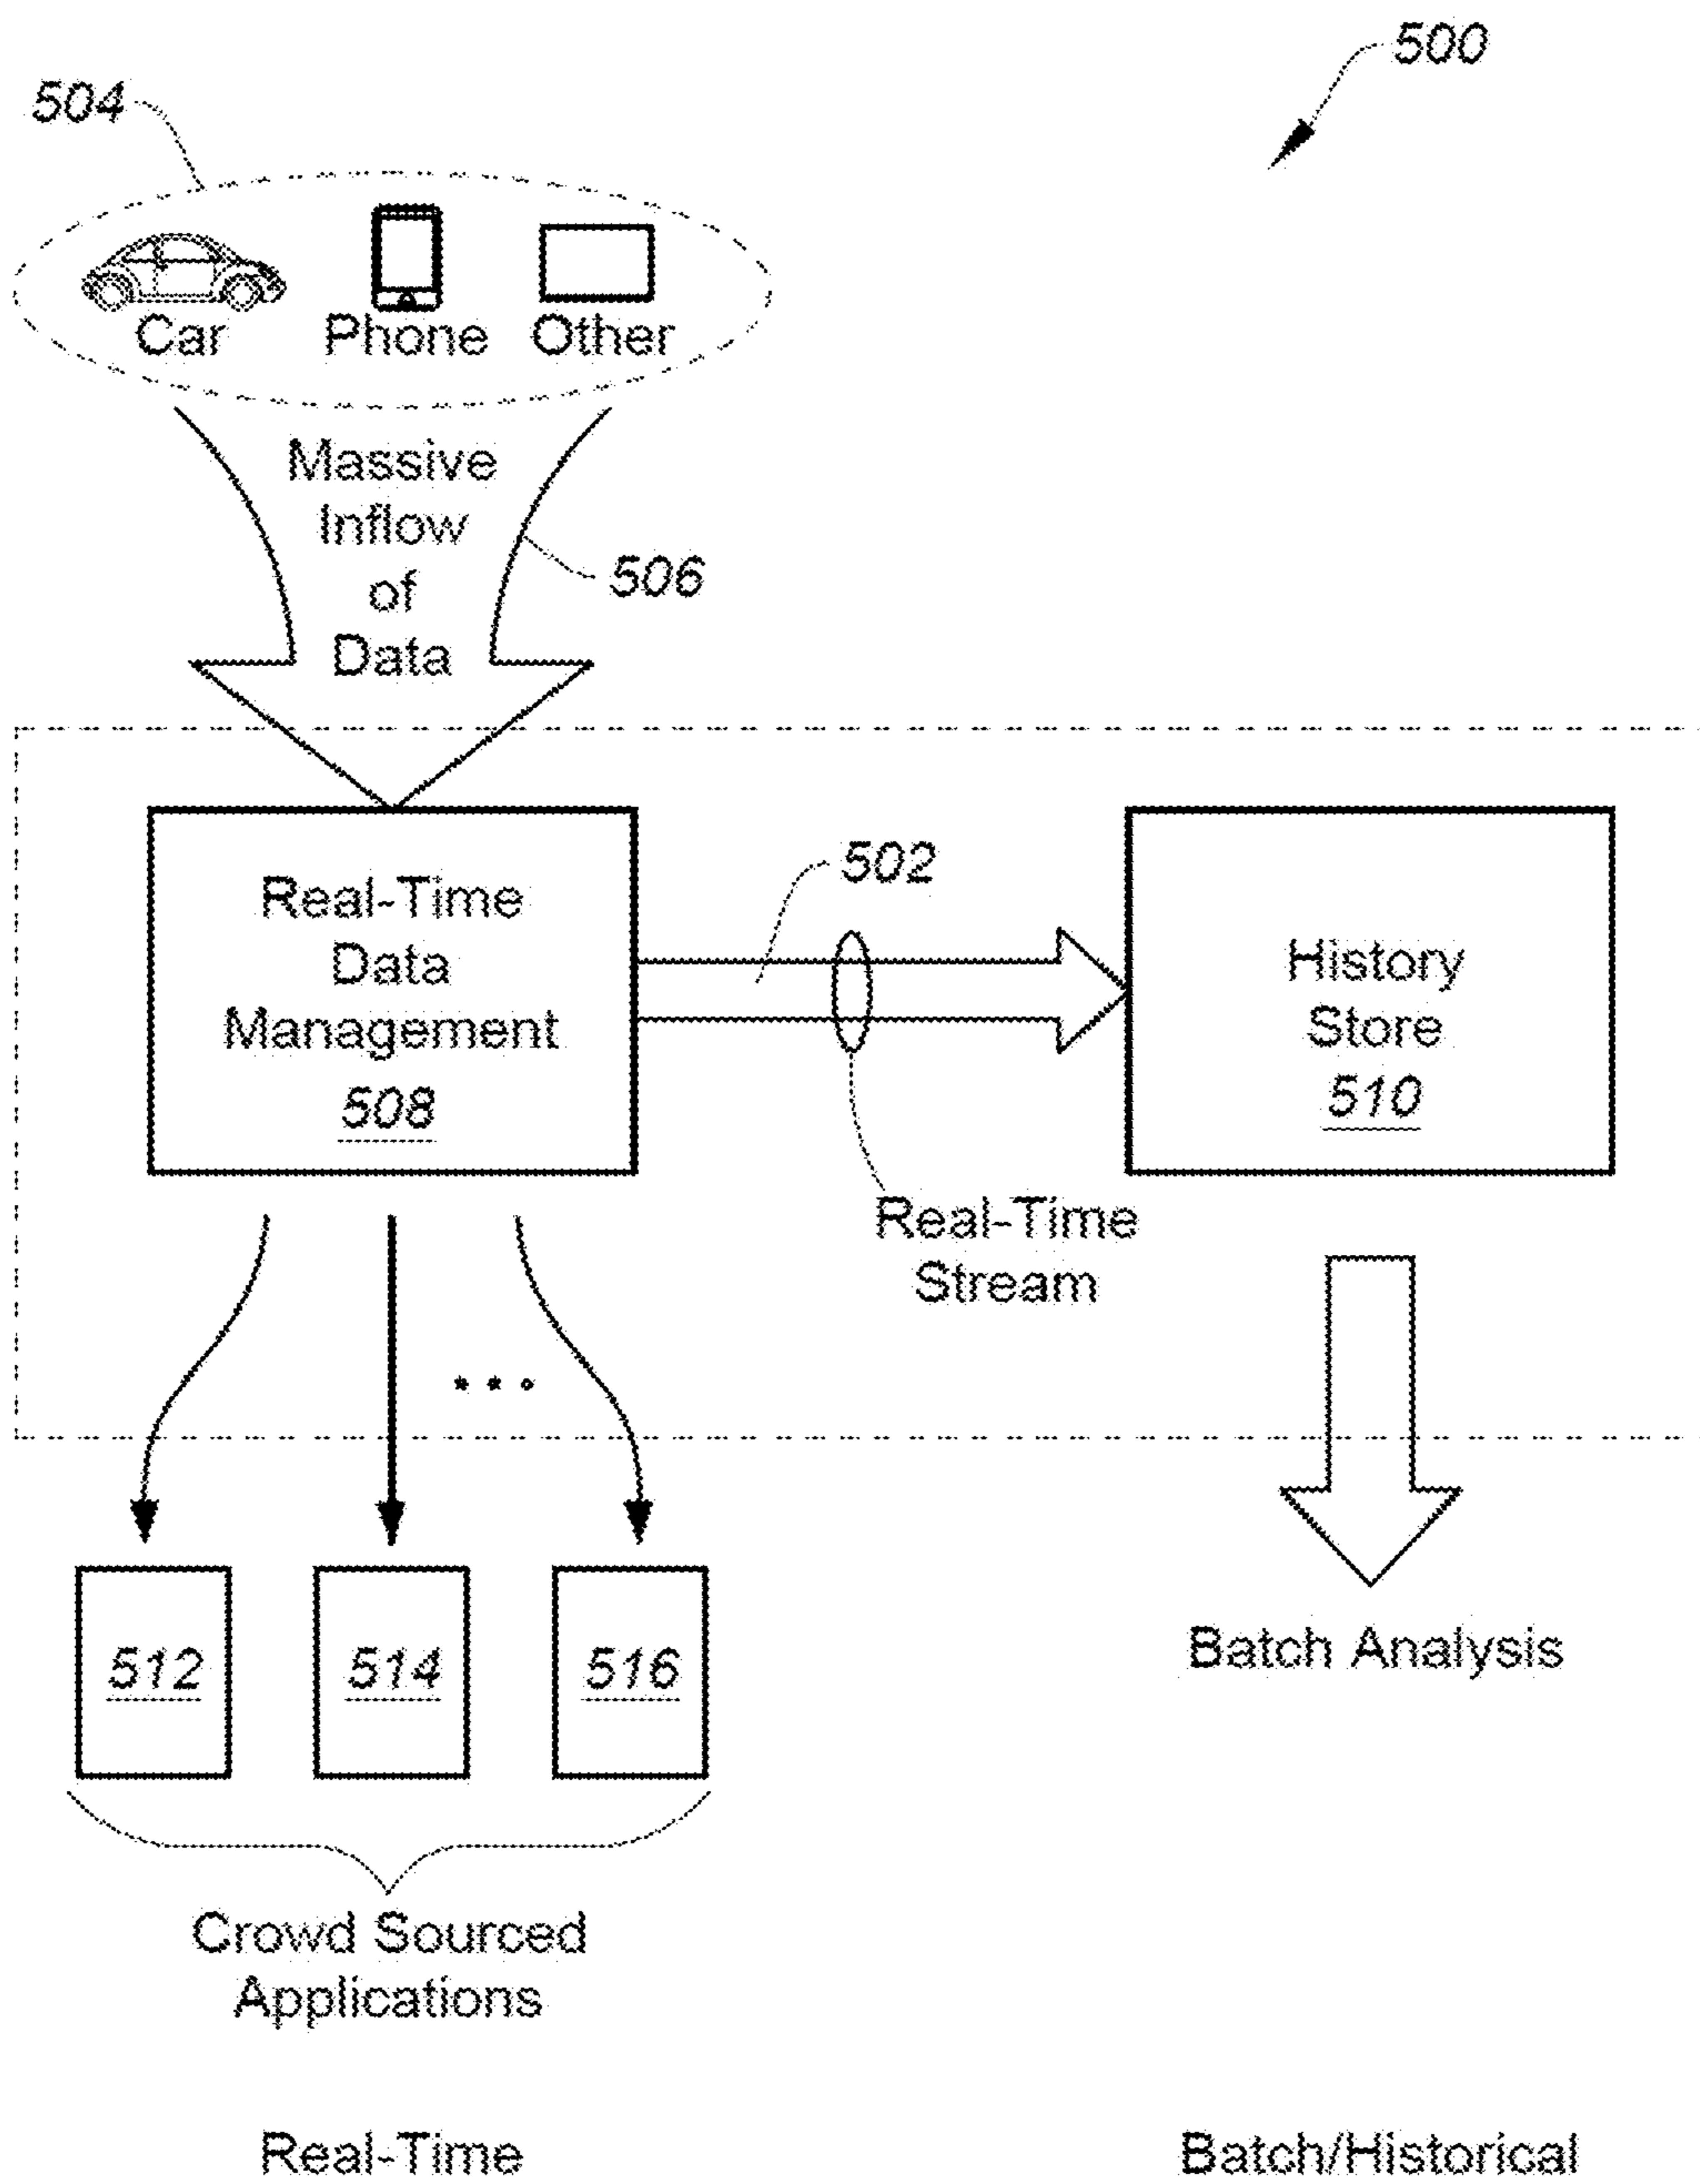 500
504
Car Phone Other
Massive
Inflow
of
Data
506
Real-Time
Data
Management
508
502
History
Store
510
Real-Time
Stream
512 514 516
Batch Analysis
Crowd Sourced
Applications
Real-Time Batch/Historical